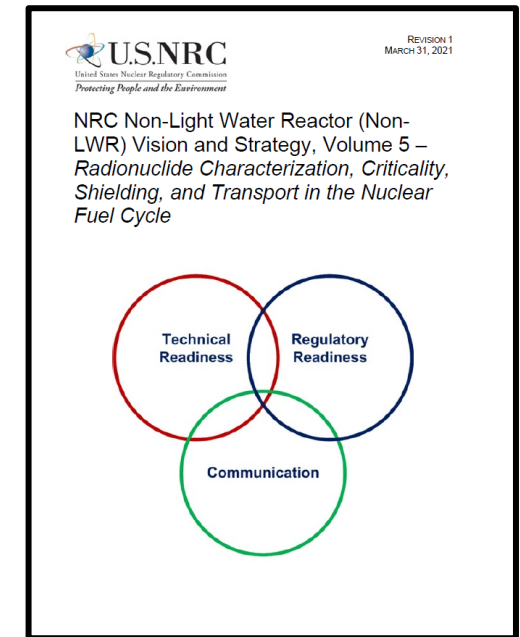 REVISION 1
MARCH 31, 2021
U.S.NRC
United States Nuclear Regulatory Commission
Protecting People and the Environment
NRC Non-Light Water Reactor (Non-
LWR) Vision and Strategy, Volume 5 –
Radionuclide Characterization, Criticality,
Shielding, and Transport in the Nuclear
Fuel Cycle
Technical
Readiness
Regulatory
Readiness
Communication